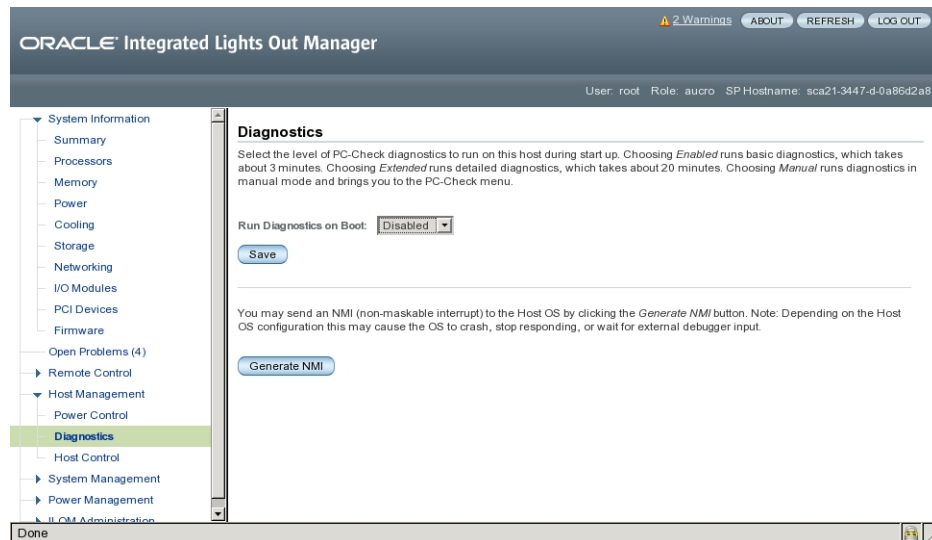 2 Warnings ABOUT REFRESH LOG OUT
ORACLE® Integrated Lights Out Manager
User: root Role: aucro SP Hostname: sca21-3447-d-0a86d2a8
System Information
Summary
Processors
Memory
Power
Cooling
Storage
Networking
I/O Modules
PCI Devices
Firmware
Open Problems (4)
Remote Control
Host Management
Power Control
Diagnostics
Host Control
System Management
Power Management
ILOM Administration
Diagnostics
Select the level of PC-Check diagnostics to run on this host during start up. Choosing Enabled runs basic diagnostics, which takes
about 3 minutes. Choosing Extended runs detailed diagnostics, which takes about 20 minutes. Choosing Manual runs diagnostics in
manual mode and brings you to the PC-Check menu.
Run Diagnostics on Boot: Disabled
Save
You may send an NMI (non-maskable interrupt) to the Host OS by clicking the Generate NMI button. Note: Depending on the Host
OS configuration this may cause the OS to crash, stop responding, or wait for external debugger input.
Generate NMI
Done